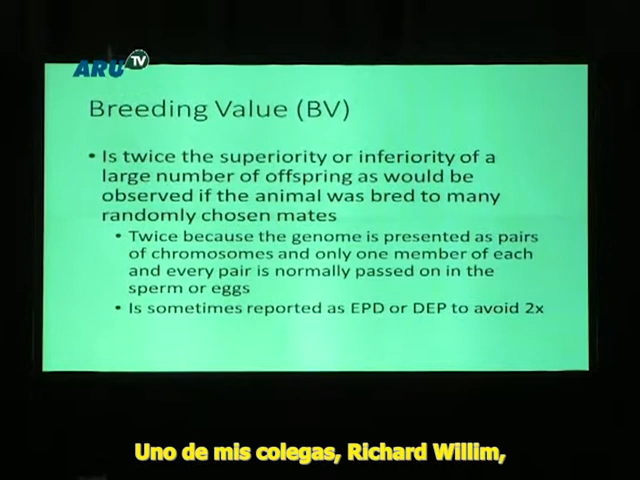 ARU TV
Breeding Value (BV)
• Is twice the superiority or inferiority of a
large number of offspring as would be
observed if the animal was bred to many
randomly chosen mates
• Twice because the genome is presented as pairs
of chromosomes and only one member of each
and every pair is normally passed on in the
sperm or eggs
• Is sometimes reported as EPD or DEP to avoid 2x
Uno de mis colegas, Richard Willim,